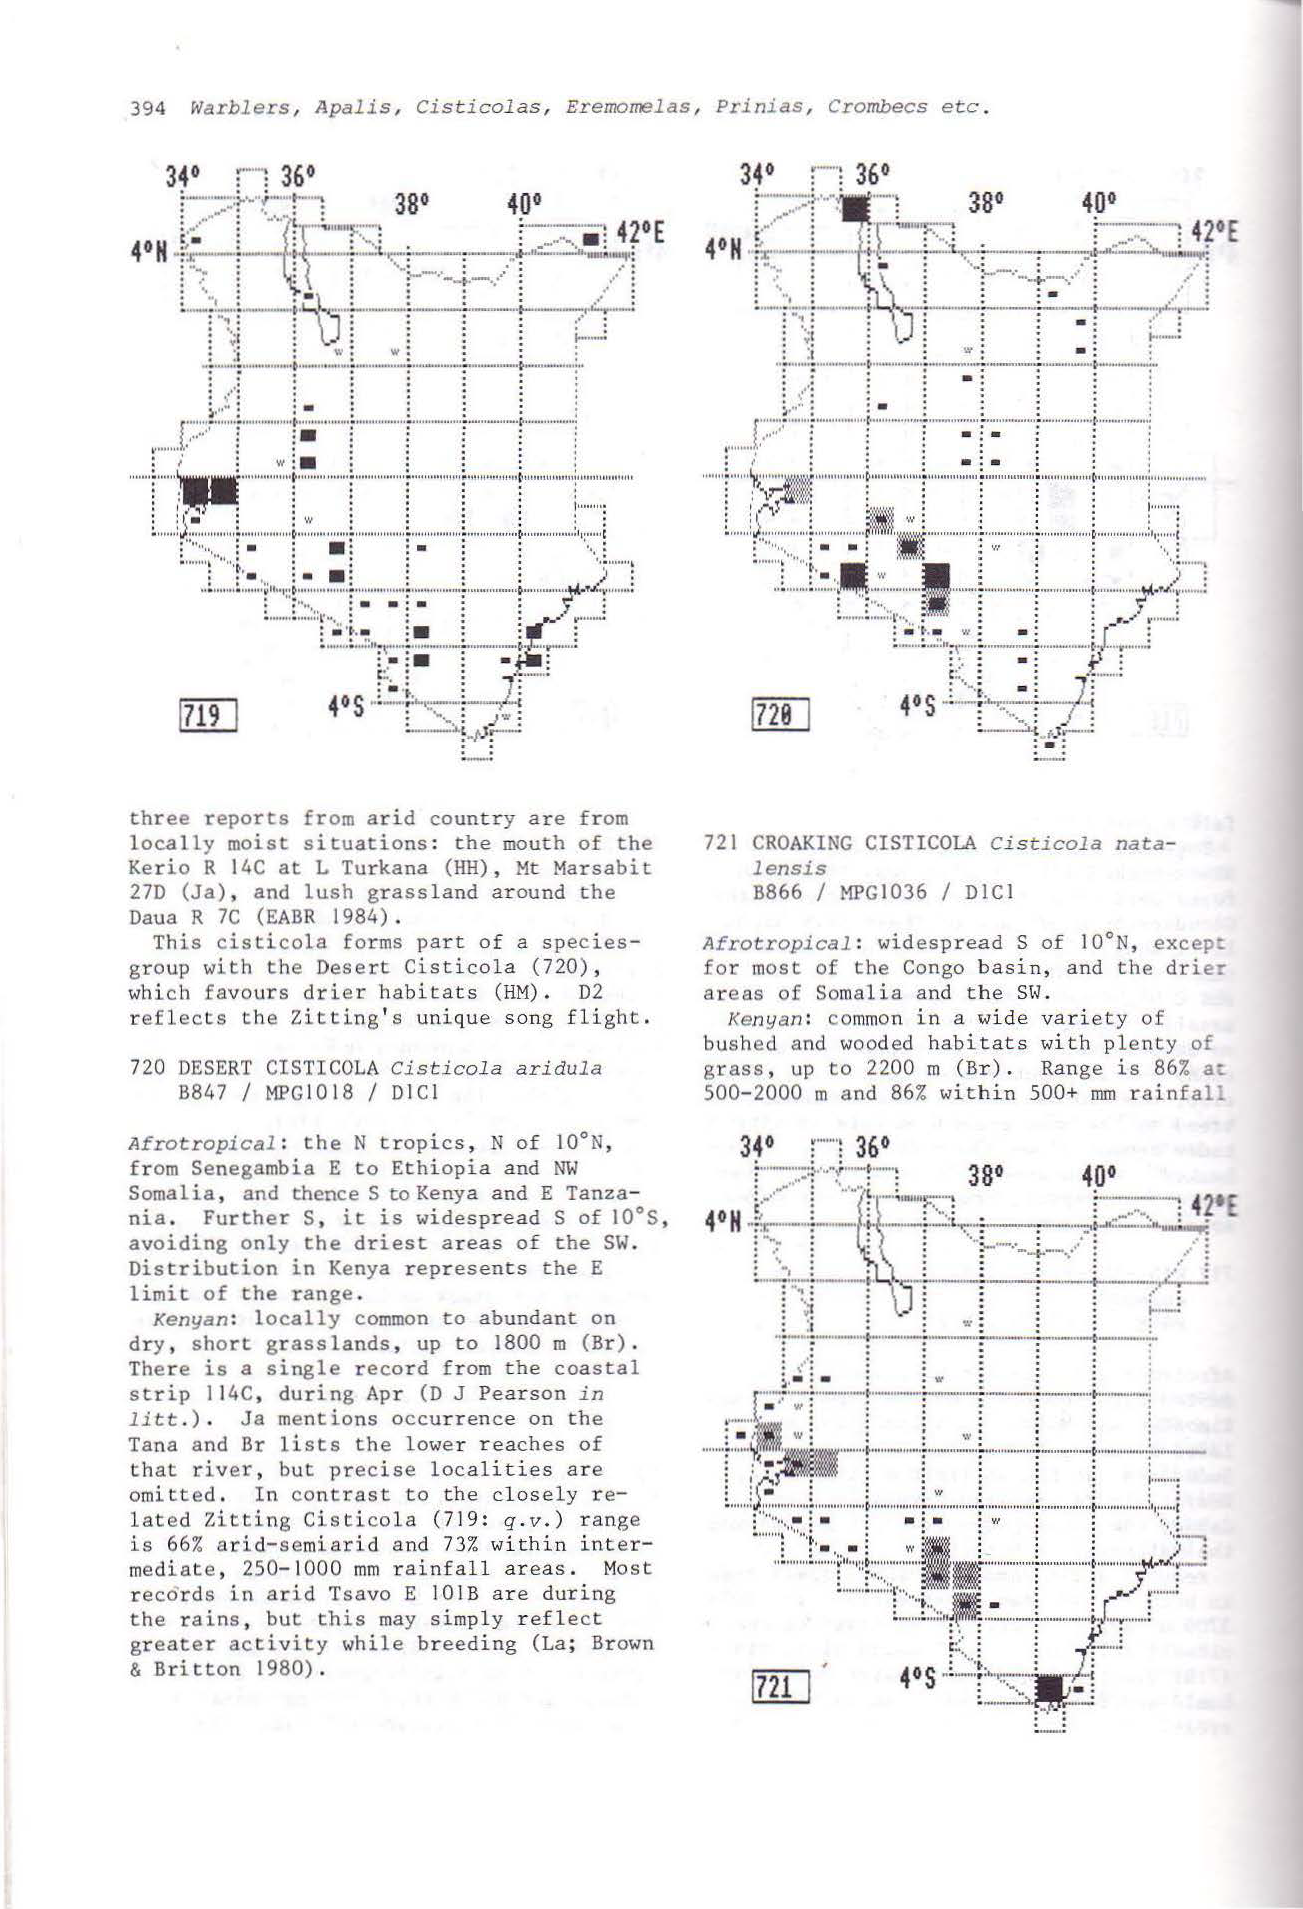 394 Warblers, Apalis, Cisticolas, Eremomelas, Prinias, Crombecs etc.
34° 36°
38° 40°
42°E
4°N
w w
w
w
w
4°S
719
34° 36°
38° 40°
42°E
4°N
w
w
w
w
w
4°S
720
three reports from arid country are from
locally moist situations: the mouth of the
Kerio R 14C at L Turkana (HH), Mt Marsabit
27D (Ja), and lush grassland around the
Daua R 7C (EABR 1984).
This cisticola forms part of a species-
group with the Desert Cisticola (720),
which favours drier habitats (HM). D2
reflects the Zitting's unique song flight.
720 DESERT CISTICOLA Cisticola aridula
B847 / MPG1018 / D1C1
Afrotropical: the N tropics, N of 10°N,
from Senegambia E to Ethiopia and NW
Somalia, and thence S to Kenya and E Tanza-
nia. Further S, it is widespread S of 10°S,
avoiding only the driest areas of the SW.
Distribution in Kenya represents the E
limit of the range.
Kenyan: locally common to abundant on
dry, short grasslands, up to 1800 m (Br).
There is a single record from the coastal
strip 114C, during Apr (D J Pearson in
litt.). Ja mentions occurrence on the
Tana and Br lists the lower reaches of
that river, but precise localities are
omitted. In contrast to the closely re-
lated Zitting Cisticola (719: q.v.) range
is 66% arid-semiarid and 73% within inter-
mediate, 250-1000 mm rainfall areas. Most
records in arid Tsavo E 101B are during
the rains, but this may simply reflect
greater activity while breeding (La; Brown
& Britton 1980).
721 CROAKING CISTICOLA Cisticola nata-
lensis
B866 / MPG1036 / D1C1
Afrotropical: widespread S of 10°N, except
for most of the Congo basin, and the drier
areas of Somalia and the SW.
Kenyan: common in a wide variety of
bushed and wooded habitats with plenty of
grass, up to 2200 m (Br). Range is 86% at
500-2000 m and 86% within 500+ mm rainfall
34° 36°
38° 40°
42°E
4°N
w
w
w
w w
w
w
w
4°S
721